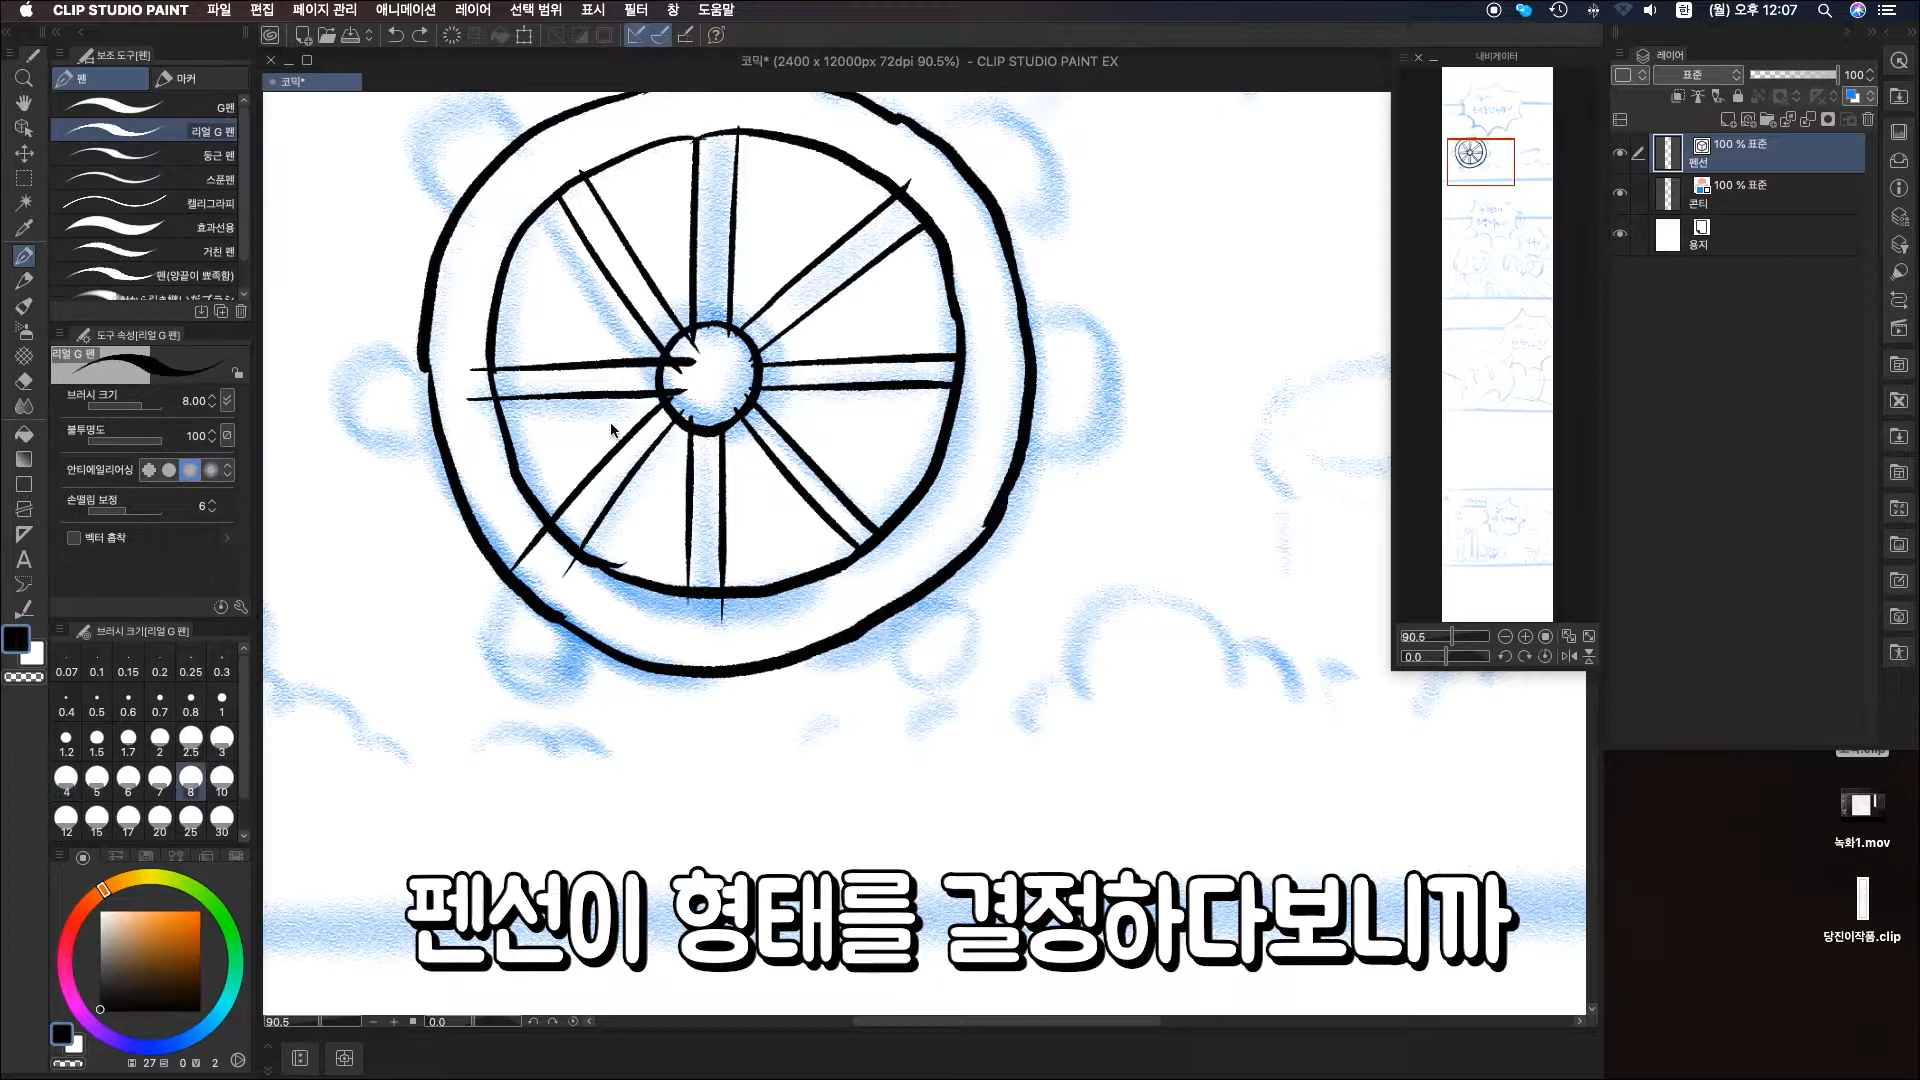 CLIP STUDIO PAINT 파일 편집 페이지 관리 애니메이션 레이어 선택 범위 표시 필터 창 도움말
한 (월) 오후 12:07
코믹* (2400 x 12000px 72dpi 90.5%) - CLIP STUDIO PAINT EX
코믹*
보조 도구[펜]
펜 마커
G펜
리얼 G 펜
둥근 펜
스푼펜
캘리그라피
효과선용
거친 펜
펜(양끝이 뾰족함)
도구 속성[리얼 G 펜]
리얼 G 펜
브러시 크기 8.00
불투명도 100
안티에일리어싱
손떨림 보정 6
벡터 흡착
브러시 크기[리얼 G 펜]
0.07 0.1 0.15 0.2 0.25 0.3
0.4 0.5 0.6 0.7 0.8 1
1.2 1.5 1.7 2 2.5 3
4 5 6 7 8 10
12 15 17 20 25 30
27 0 2
펜선이 형태를 결정하다보니까
90.5 0.0
내비게이터
90.5
0.0
레이어
표준 100
100 % 표준
펜선
100 % 표준
콘티
용지
녹화1.mov
당진이작품.clip